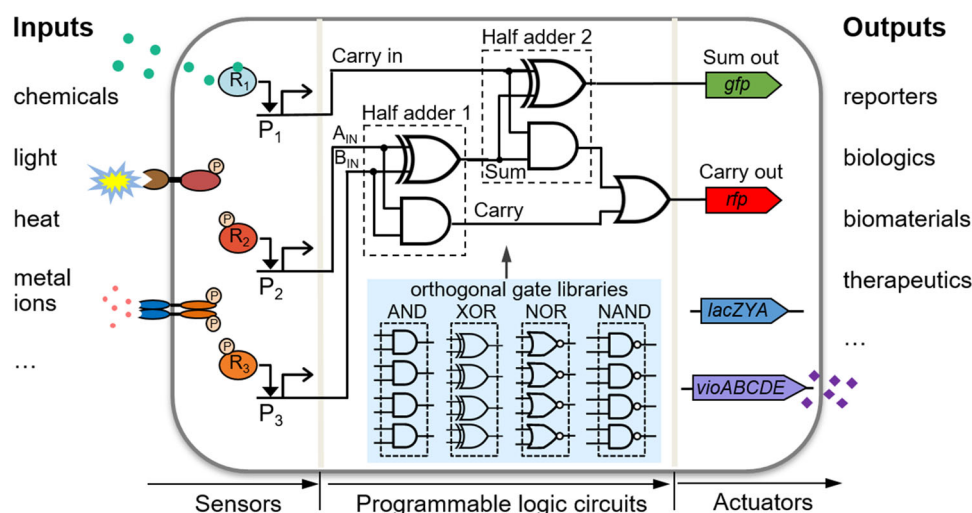 Inputs
chemicals
light
heat
metal
ions
...
R1
P1
P
P
R2
P2
P
P
P
R3
P3
Carry in
Half adder 1
AIN
BIN
Sum
Carry
Half adder 2
orthogonal gate libraries
AND XOR NOR NAND
Sum out
gfp
Carry out
rfp
lacZYA
vioABCDE
Outputs
reporters
biologics
biomaterials
therapeutics
...
Sensors
Programmable logic circuits
Actuators